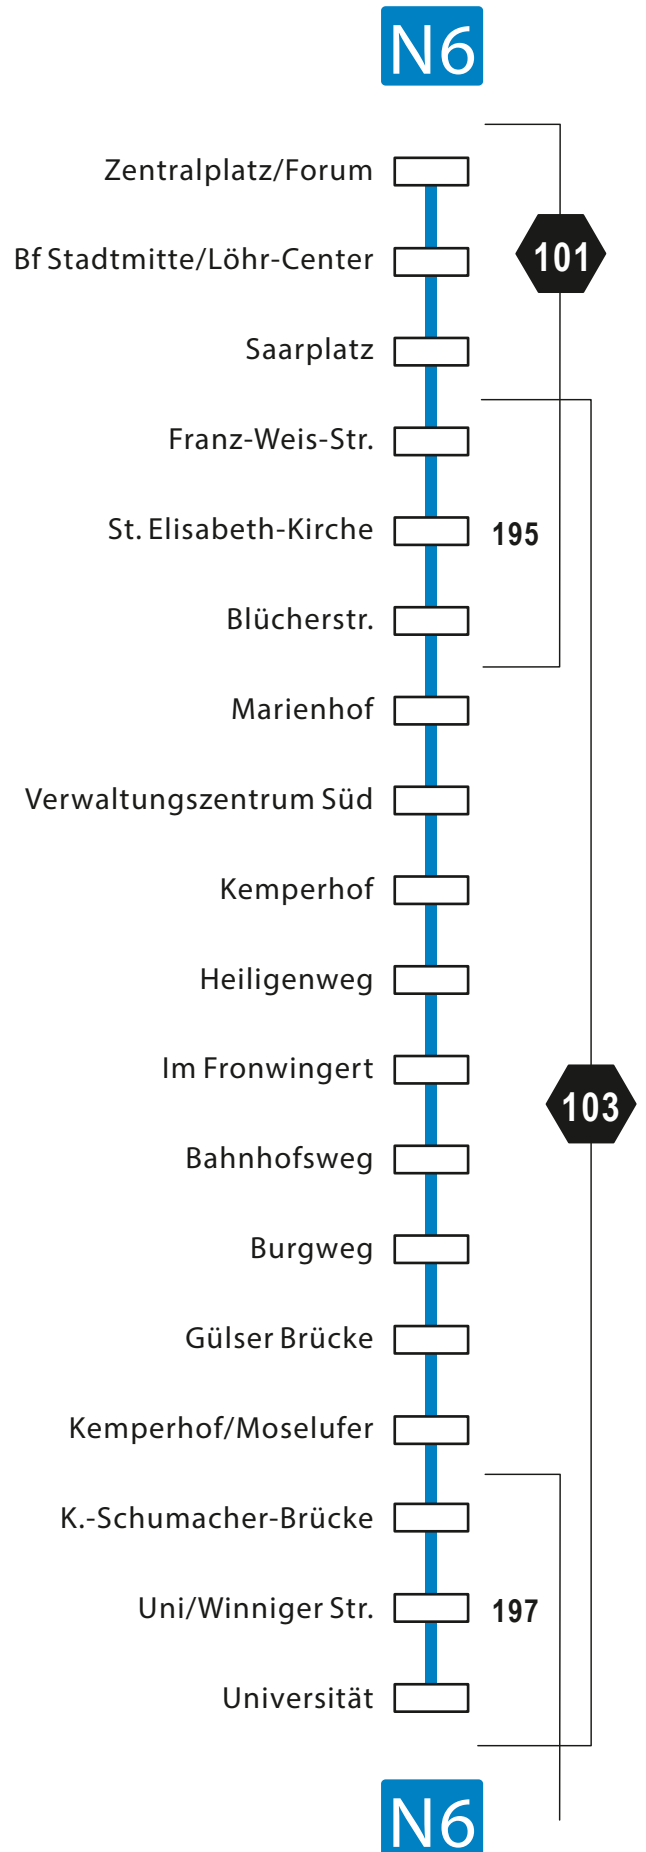 N6
Zentralplatz/Forum
Bf Stadtmitte/Löhr-Center
101
Saarplatz
Franz-Weis-Str.
St. Elisabeth-Kirche
195
Blücherstr.
Marienhof
Verwaltungszentrum Süd
Kemperhof
Heiligenweg
Im Fronwingert
103
Bahnhofsweg
Burgweg
Gülser Brücke
Kemperhof/Moselufer
K.-Schumacher-Brücke
Uni/Winniger Str.
197
Universität
N6